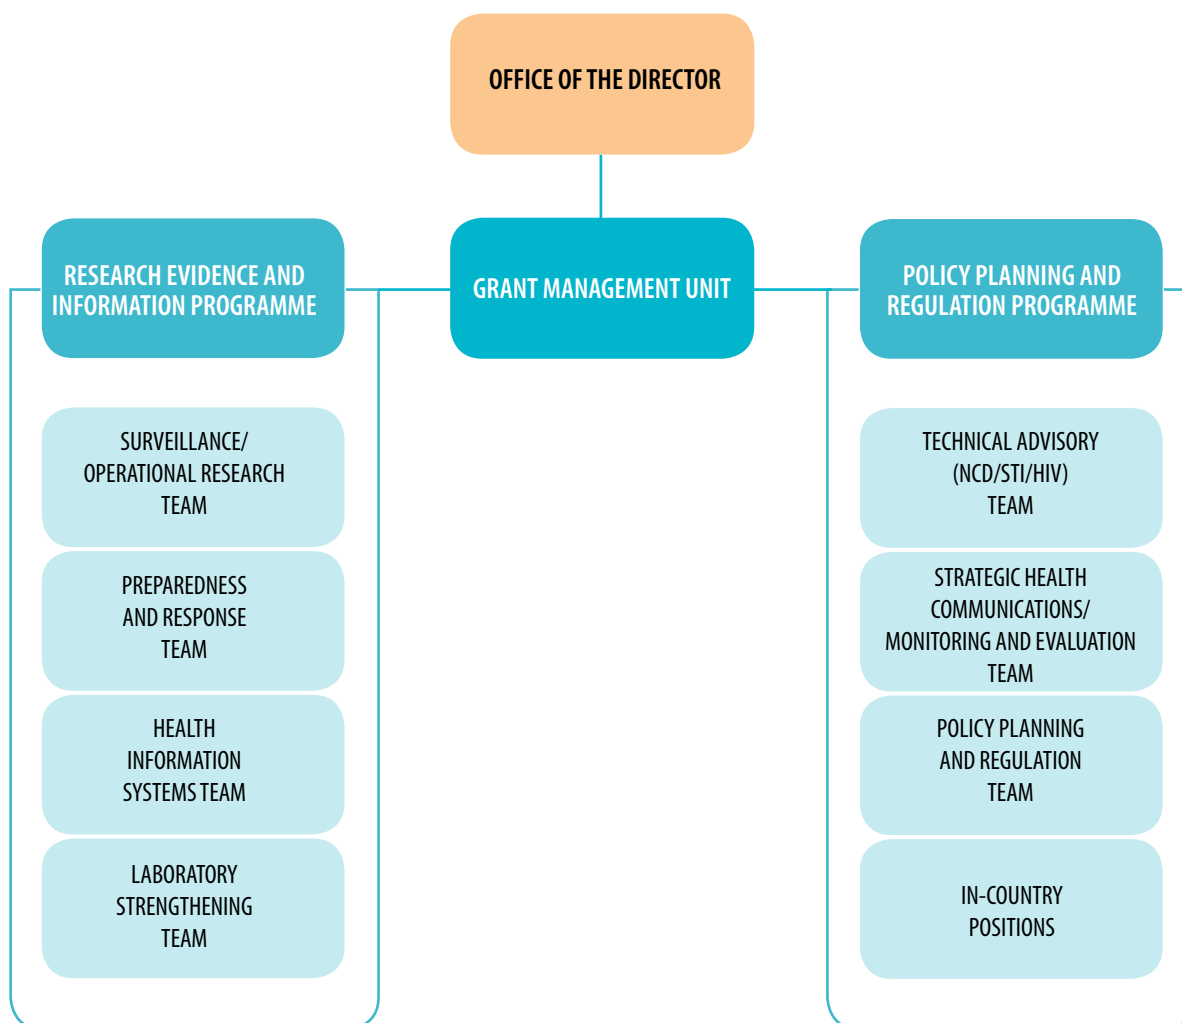 OFFICE OF THE DIRECTOR
RESEARCH EVIDENCE AND
INFORMATION PROGRAMME
GRANT MANAGEMENT UNIT
POLICY PLANNING AND
REGULATION PROGRAMME
SURVEILLANCE/
OPERATIONAL RESEARCH
TEAM
PREPAREDNESS
AND RESPONSE
TEAM
HEALTH
INFORMATION
SYSTEMS TEAM
LABORATORY
STRENGTHENING
TEAM
TECHNICAL ADVISORY
(NCD/STI/HIV)
TEAM
STRATEGIC HEALTH
COMMUNICATIONS/
MONITORING AND EVALUATION
TEAM
POLICY PLANNING
AND REGULATION
TEAM
IN-COUNTRY
POSITIONS